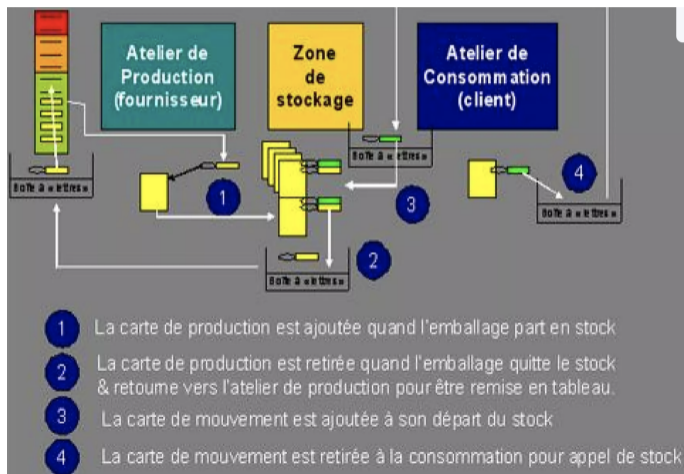 Atelier de
Production
(fournisseur)
Zone
de
stockage
Atelier de
Consommation
(client)
Boîte à « lettres »
Boîte à « lettres »
Boîte à « lettres »
Boîte à « lettres »
1
2
3
4
1 La carte de production est ajoutée quand l'emballage part en stock
2 La carte de production est retirée quand l'emballage quitte le stock
& retourne vers l'atelier de production pour être remise en tableau.
3 La carte de mouvement est ajoutée à son départ du stock
4 La carte de mouvement est retirée à la consommation pour appel de stock